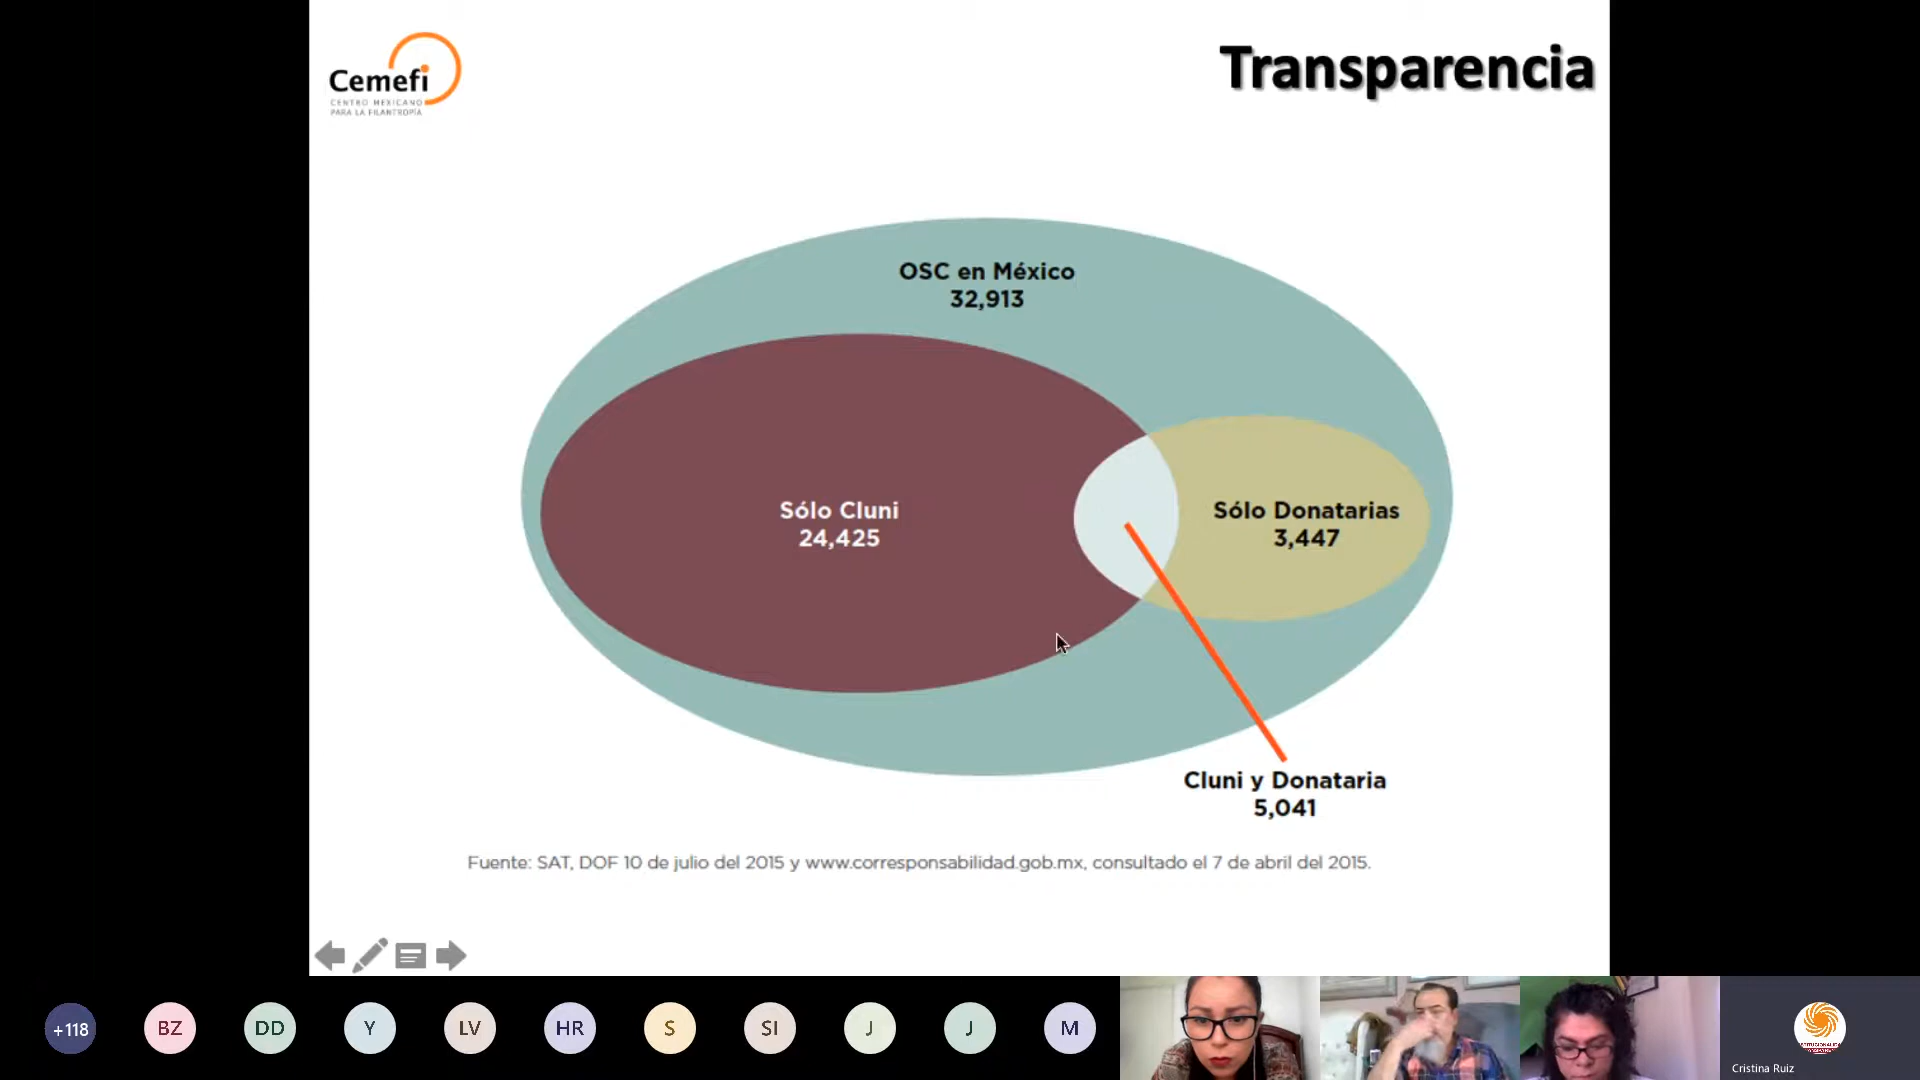 Cemefi
CENTRO MEXICANO
PARA LA FILANTROPÍA
Transparencia
OSC en México
32,913
Sólo Cluni
24,425
Sólo Donatarias
3,447
Cluni y Donataria
5,041
Fuente: SAT, DOF 10 de julio del 2015 y www.corresponsabilidad.gob.mx, consultado el 7 de abril del 2015.
+118
BZ
DD
Y
LV
HR
S
SI
J
J
M
Cristina Ruiz